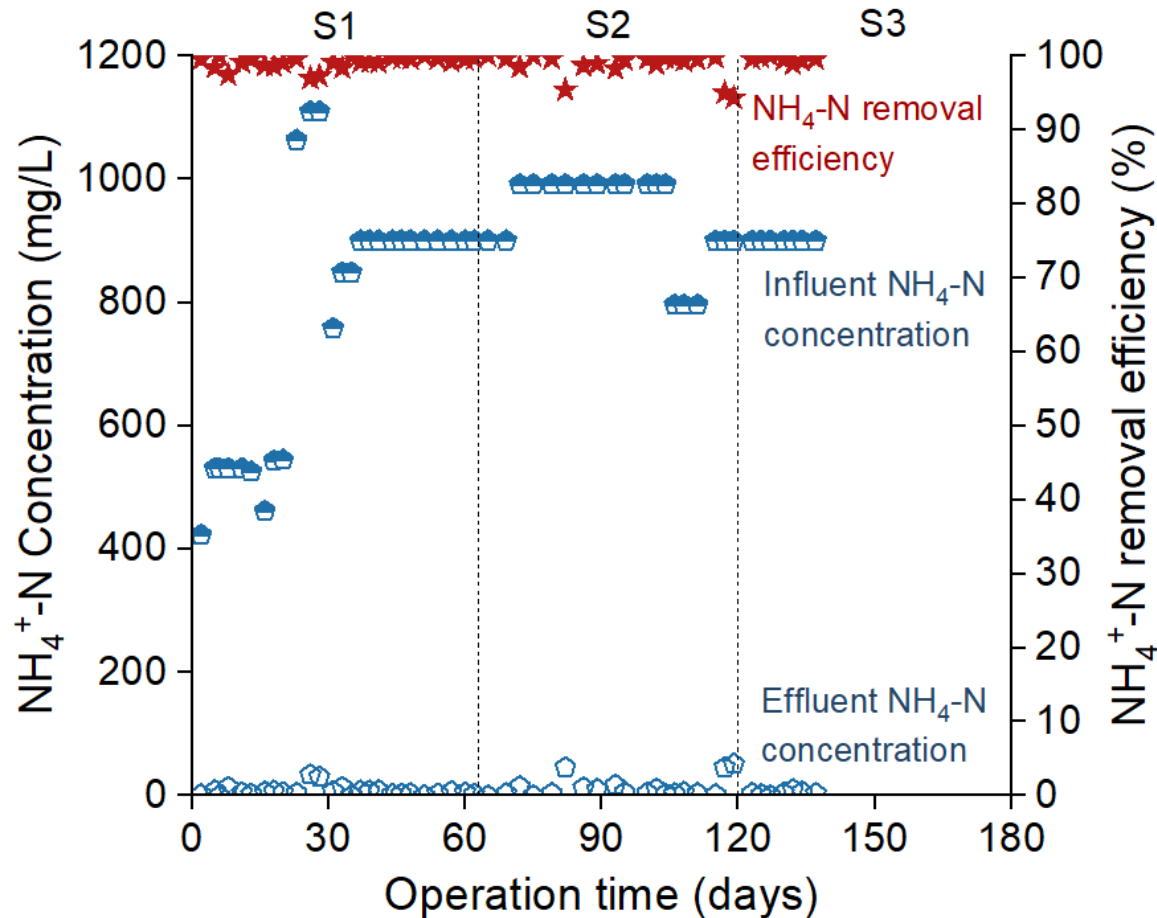 S1 S2 S3
1200
1000
800
600
400
200
0
NH₄⁺-N Concentration (mg/L)
100
90
80
70
60
50
40
30
20
10
0
NH₄⁺-N removal efficiency (%)
NH₄-N removal
efficiency
Influent NH₄-N
concentration
Effluent NH₄-N
concentration
0 30 60 90 120 150 180
Operation time (days)